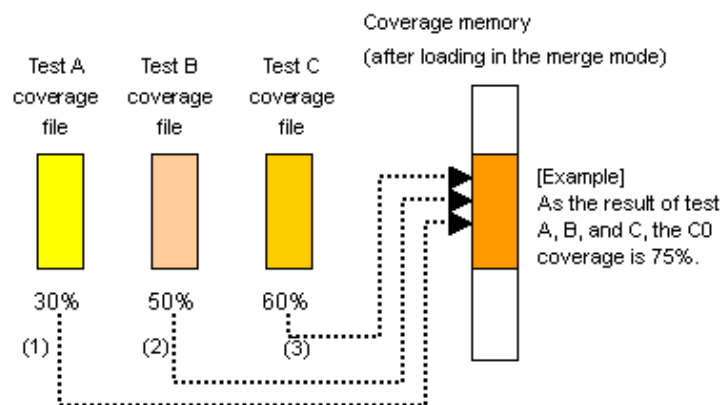 Coverage memory
(after loading in the merge mode)
Test A
coverage
file
Test B
coverage
file
Test C
coverage
file
[Example]
As the result of test
A, B, and C, the C0
coverage is 75%.
30%
50%
60%
(1)
(2)
(3)